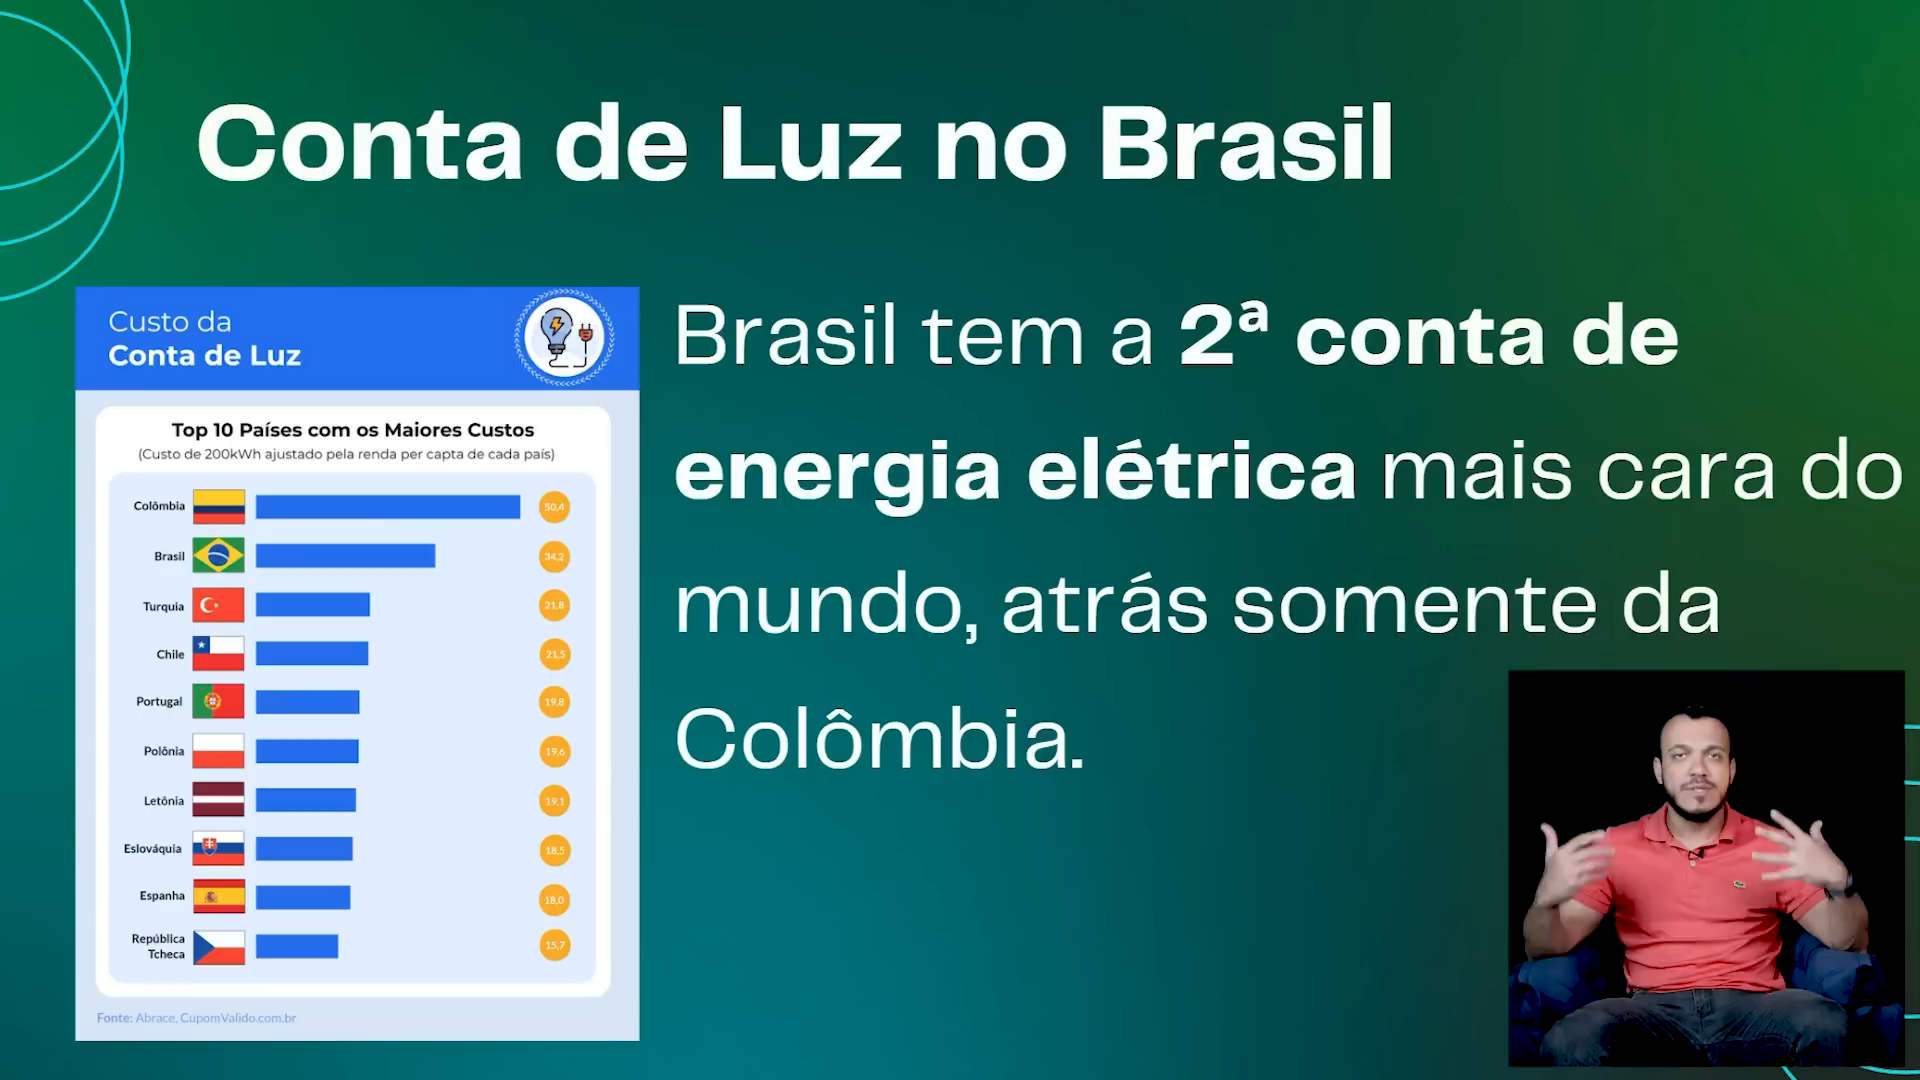 Conta de Luz no Brasil
Custo da
Conta de Luz
Top 10 Países com os Maiores Custos
(Custo de 200kWh ajustado pela renda per capta de cada país)
Colômbia 50,4
Brasil 34,2
Turquia 21,8
Chile 21,5
Portugal 19,8
Polônia 19,6
Letônia 19,1
Eslováquia 18,5
Espanha 18,0
República
Tcheca 15,7
Fonte: Abrace, CupomValido.com.br
Brasil tem a 2ª conta de
energia elétrica mais cara do
mundo, atrás somente da
Colômbia.